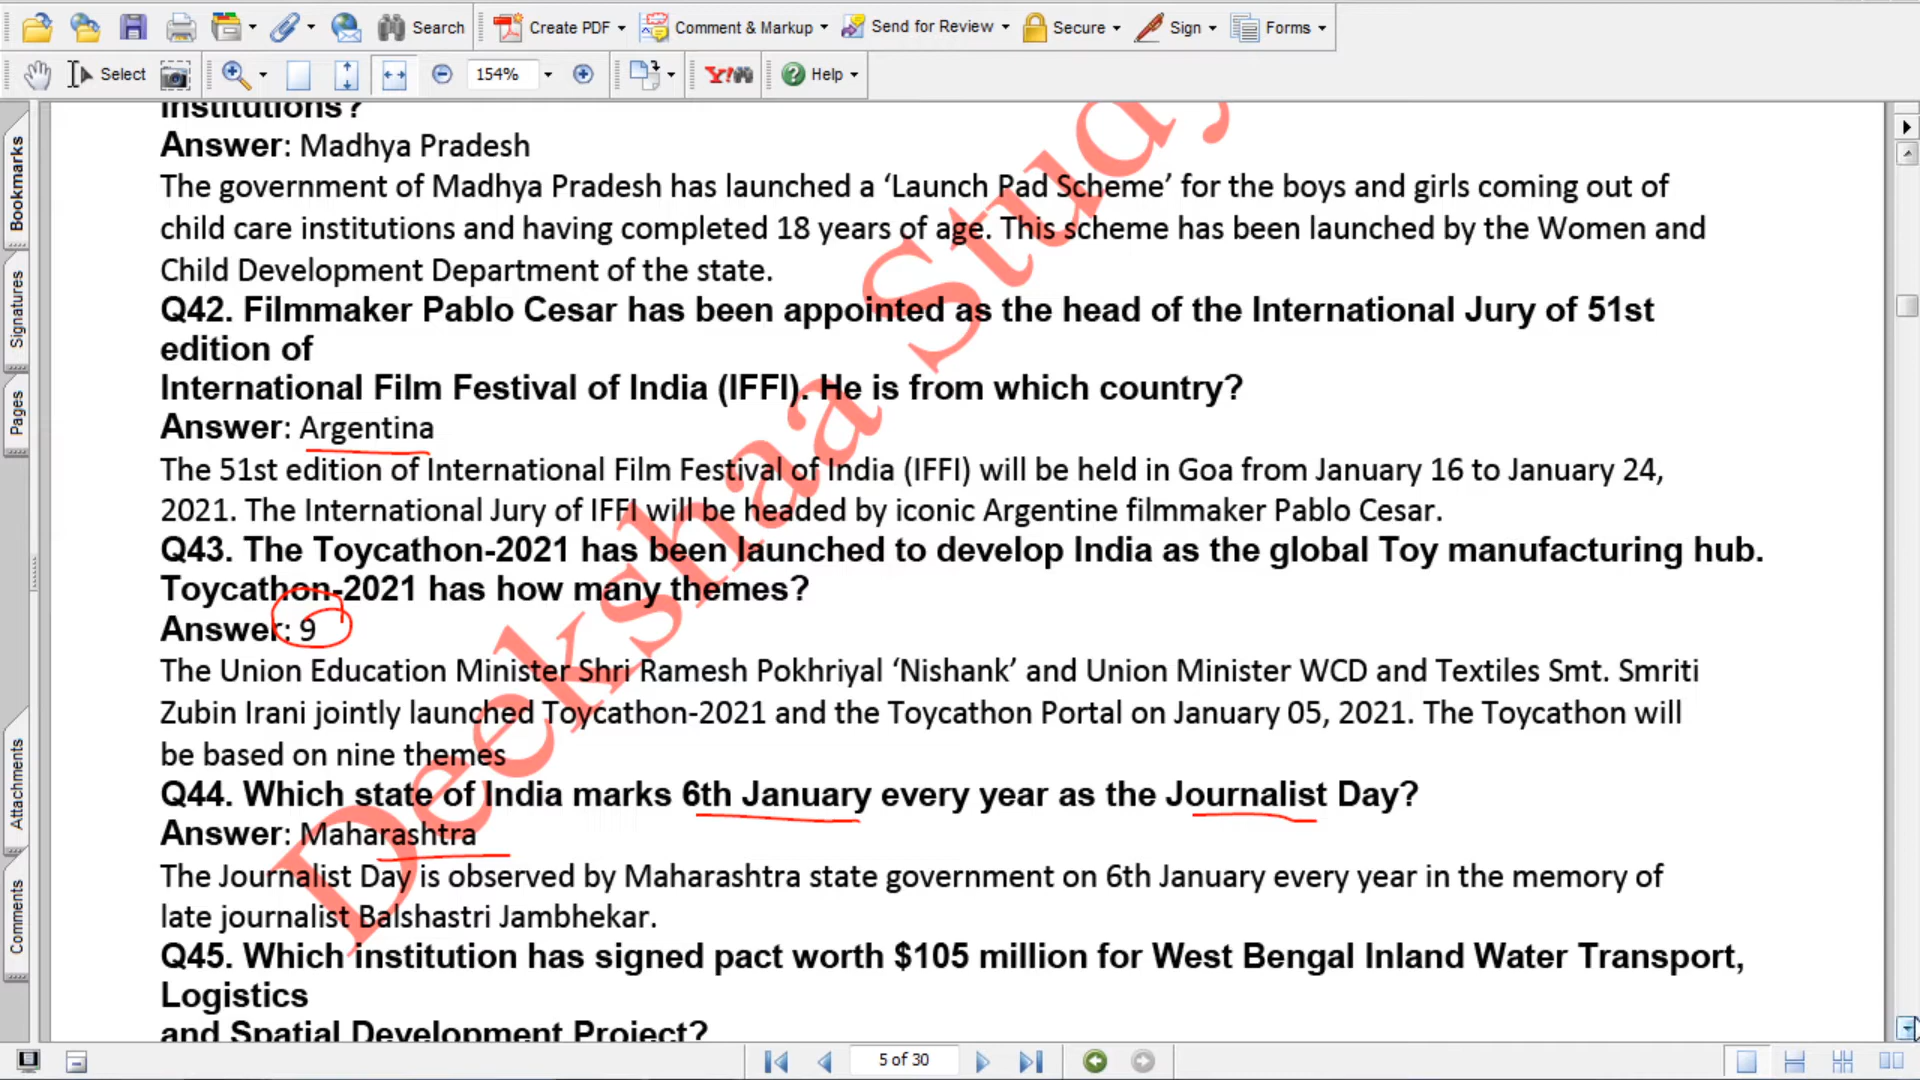 Search
Create PDF
Comment & Markup
Send for Review
Secure
Sign
Forms
Select
154%
Y!
Help
Bookmarks
Signatures
Pages
Attachments
Comments
institutions?
Answer: Madhya Pradesh
The government of Madhya Pradesh has launched a ‘Launch Pad Scheme’ for the boys and girls coming out of
child care institutions and having completed 18 years of age. This scheme has been launched by the Women and
Child Development Department of the state.
Q42. Filmmaker Pablo Cesar has been appointed as the head of the International Jury of 51st
edition of
International Film Festival of India (IFFI). He is from which country?
Answer: Argentina
The 51st edition of International Film Festival of India (IFFI) will be held in Goa from January 16 to January 24,
2021. The International Jury of IFFI will be headed by iconic Argentine filmmaker Pablo Cesar.
Q43. The Toycathon-2021 has been launched to develop India as the global Toy manufacturing hub.
Toycathon-2021 has how many themes?
Answer: 9
The Union Education Minister Shri Ramesh Pokhriyal ‘Nishank’ and Union Minister WCD and Textiles Smt. Smriti
Zubin Irani jointly launched Toycathon-2021 and the Toycathon Portal on January 05, 2021. The Toycathon will
be based on nine themes
Q44. Which state of India marks 6th January every year as the Journalist Day?
Answer: Maharashtra
The Journalist Day is observed by Maharashtra state government on 6th January every year in the memory of
late journalist Balshastri Jambhekar.
Q45. Which institution has signed pact worth $105 million for West Bengal Inland Water Transport,
Logistics
and Spatial Development Project?
Deekshaa Study
5 of 30